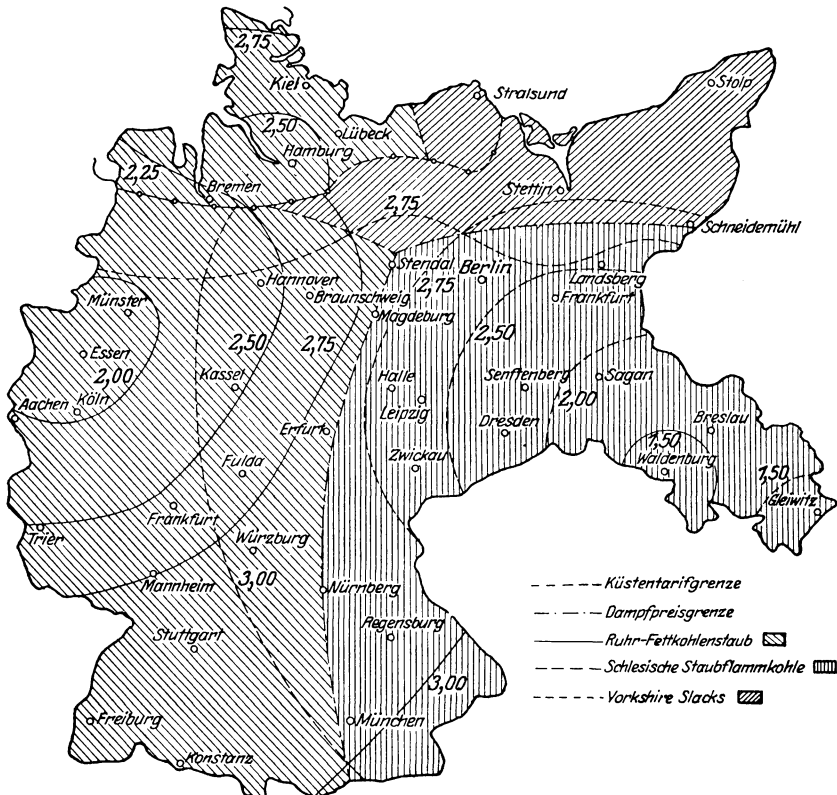 2,75
Kiel
Stralsund
Stolp
2,50
Lübeck
Hamburg
2,25
Bremen
Stettin
2,75
Schneidemühl
Stendal
Berlin
Landsberg
Hannover
2,75
Münster
Braunschweig
Frankfurt
Magdeburg
2,50
2,75
2,50
Essen
2,00
Kassel
Halle
Senftenberg
Sagan
Aachen
Köln
Leipzig
2,00
Erfurt
Dresden
Breslau
1,50
Fulda
Zwickau
Waldenburg
1,50
Gleiwitz
Frankfurt
Trier
Würzburg
Mannheim
3,00
Nürnberg
Küstentarifgrenze
Dampfpreisgrenze
Stuttgart
Regensburg
Ruhr-Fettkohlenstaub
Schlesische Staubflammkohle
3,00
Yorkshire Slacks
Freiburg
München
Konstanz